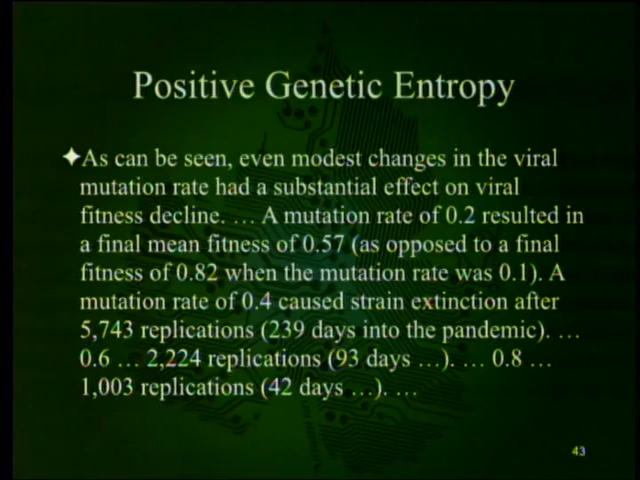 Positive Genetic Entropy
✦As can be seen, even modest changes in the viral
mutation rate had a substantial effect on viral
fitness decline. … A mutation rate of 0.2 resulted in
a final mean fitness of 0.57 (as opposed to a final
fitness of 0.82 when the mutation rate was 0.1). A
mutation rate of 0.4 caused strain extinction after
5,743 replications (239 days into the pandemic). …
0.6 … 2,224 replications (93 days …). … 0.8 …
1,003 replications (42 days …). …
43